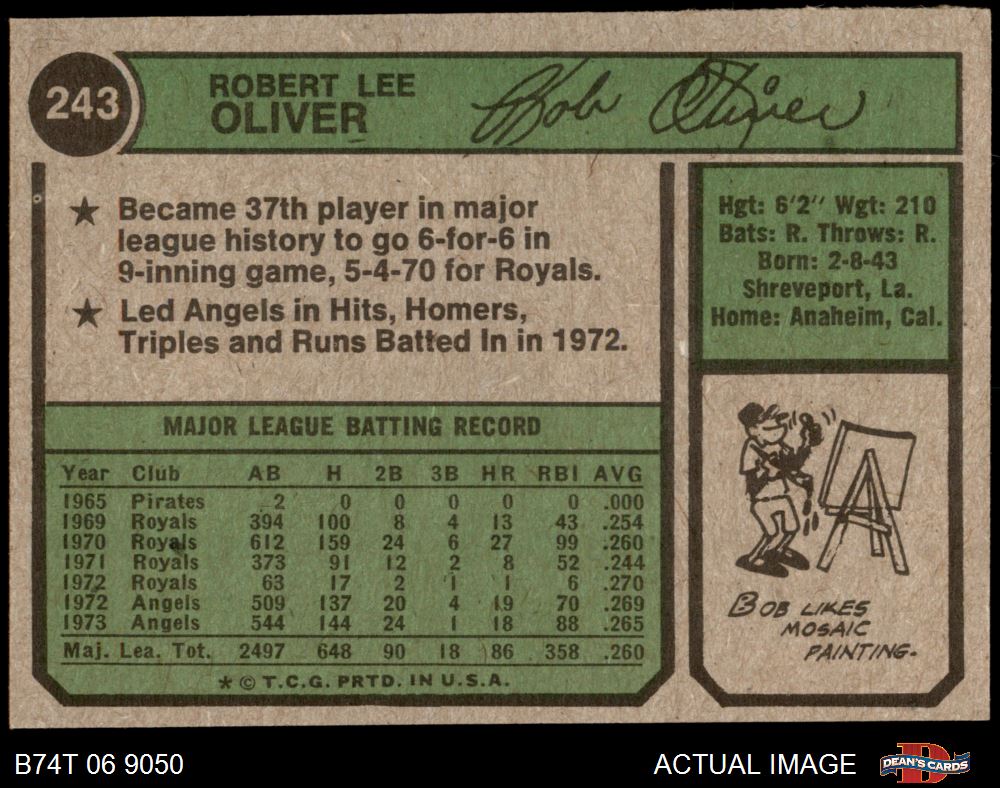 243
ROBERT LEE
OLIVER
Bob Oliver
★ Became 37th player in major
league history to go 6-for-6 in
9-inning game, 5-4-70 for Royals.
★ Led Angels in Hits, Homers,
Triples and Runs Batted In in 1972.
Hgt: 6'2" Wgt: 210
Bats: R. Throws: R.
Born: 2-8-43
Shreveport, La.
Home: Anaheim, Cal.
MAJOR LEAGUE BATTING RECORD
Year Club AB H 2B 3B HR RBI AVG
1965 Pirates 2 0 0 0 0 0 .000
1969 Royals 394 100 8 4 13 43 .254
1970 Royals 612 159 24 6 27 99 .260
1971 Royals 373 91 12 2 8 52 .244
1972 Royals 63 17 2 1 1 6 .270
1972 Angels 509 137 20 4 19 70 .269
1973 Angels 544 144 24 1 18 88 .265
Maj. Lea. Tot. 2497 648 90 18 86 358 .260
* © T.C.G. PRTD. IN U.S.A.
BOB LIKES
MOSAIC
PAINTING.
B74T 06 9050
ACTUAL IMAGE
DEAN'S CARDS